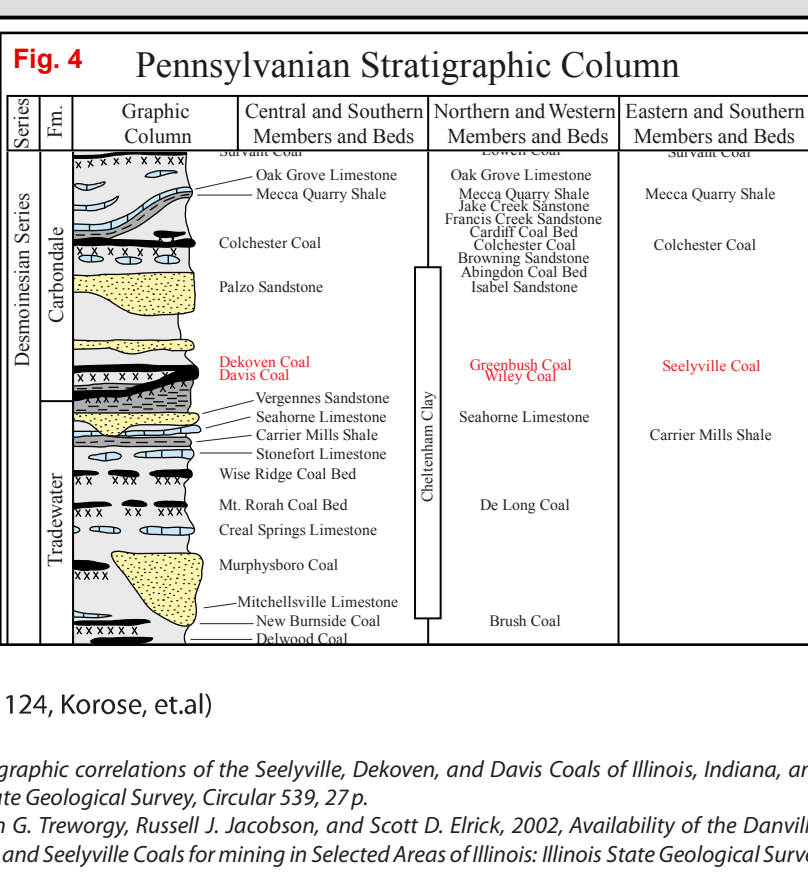 Fig. 4
Pennsylvanian Stratigraphic Column
Series
Fm.
Graphic
Column
Central and Southern
Members and Beds
Northern and Western
Members and Beds
Eastern and Southern
Members and Beds
Desmoinesian Series
Carbondale
Tradewater
Survant Coal
Oak Grove Limestone
Mecca Quarry Shale
Colchester Coal
Palzo Sandstone
Dekoven Coal
Davis Coal
Vergennes Sandstone
Seahorne Limestone
Carrier Mills Shale
Stonefort Limestone
Wise Ridge Coal Bed
Mt. Rorah Coal Bed
Creal Springs Limestone
Murphysboro Coal
Mitchellsville Limestone
New Burnside Coal
Delwood Coal
Lowell Coal
Oak Grove Limestone
Mecca Quarry Shale
Jake Creek Sanstone
Francis Creek Sandstone
Cardiff Coal Bed
Colchester Coal
Browning Sandstone
Abingdon Coal Bed
Isabel Sandstone
Cheltenham Clay
Greenbush Coal
Wiley Coal
Seahorne Limestone
De Long Coal
Brush Coal
Survant Coal
Mecca Quarry Shale
Colchester Coal
Seelyville Coal
Carrier Mills Shale
124, Korose, et.al)
graphic correlations of the Seelyville, Dekoven, and Davis Coals of Illinois, Indiana, an
ate Geological Survey, Circular 539, 27 p.
n G. Treworgy, Russell J. Jacobson, and Scott D. Elrick, 2002, Availability of the Danvill
and Seelyville Coals for mining in Selected Areas of Illinois: Illinois State Geological Surve